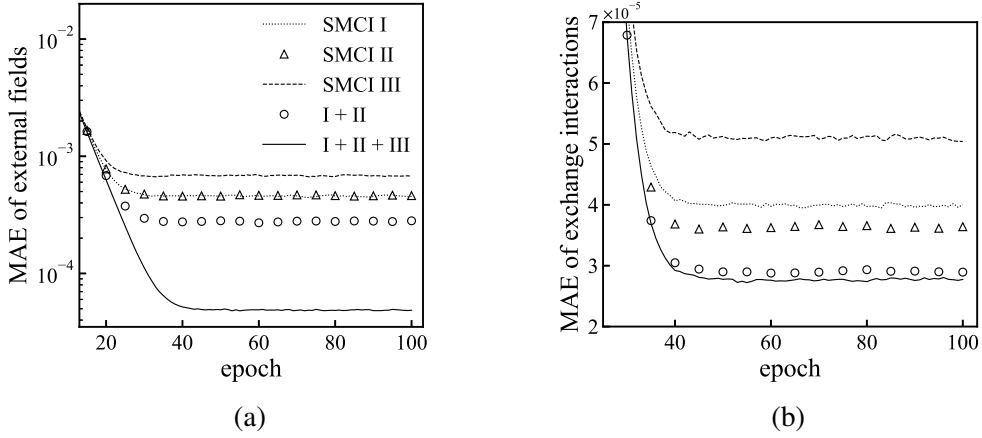 10⁻²
10⁻³
10⁻⁴
MAE of external fields
SMCI I
SMCI II
SMCI III
I + II
I + II + III
20 40 60 80 100
epoch
(a)
×10⁻⁵
7
6
5
4
3
2
MAE of exchange interactions
40 60 80 100
epoch
(b)